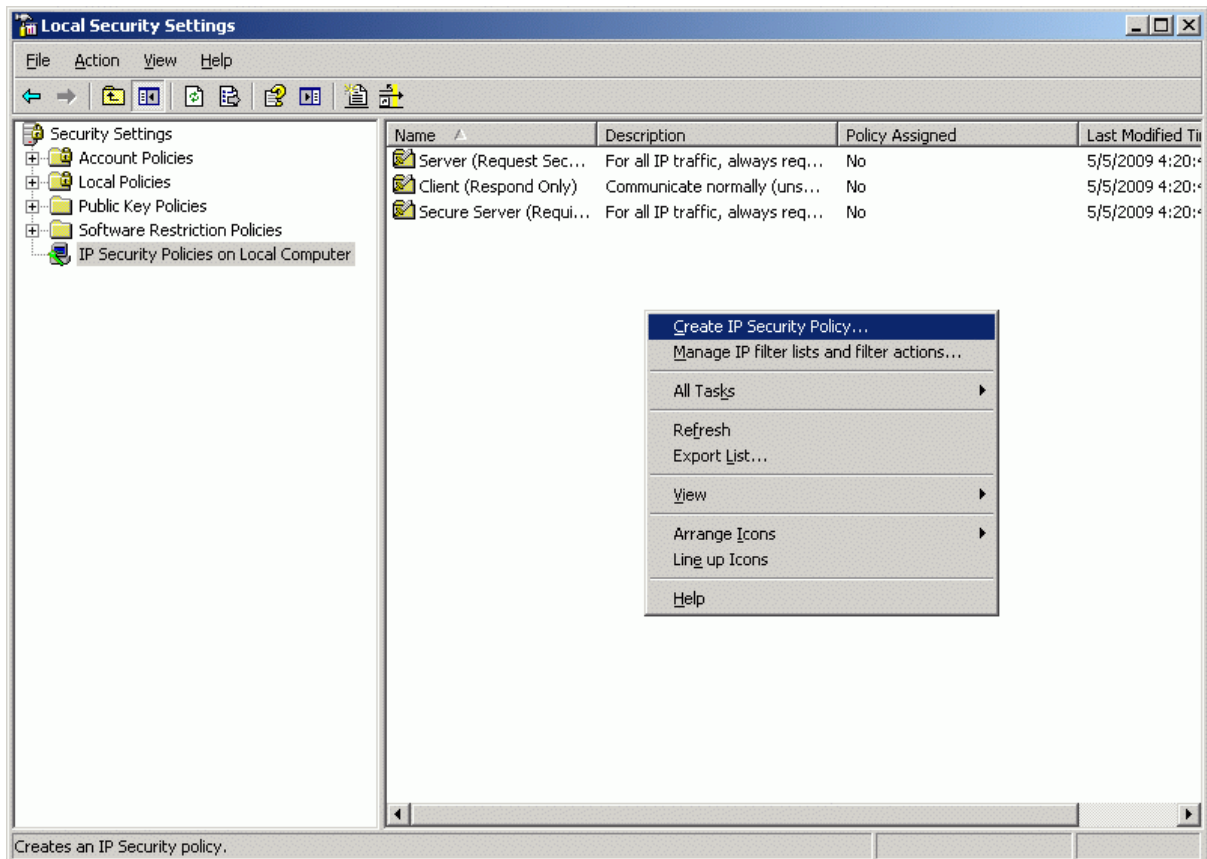 Local Security Settings
File Action View Help
Security Settings
Account Policies
Local Policies
Public Key Policies
Software Restriction Policies
IP Security Policies on Local Computer
Name Description Policy Assigned Last Modified Ti
Server (Request Sec... For all IP traffic, always req... No 5/5/2009 4:20:4
Client (Respond Only) Communicate normally (uns... No 5/5/2009 4:20:4
Secure Server (Requi... For all IP traffic, always req... No 5/5/2009 4:20:4
Create IP Security Policy...
Manage IP filter lists and filter actions...
All Tasks
Refresh
Export List...
View
Arrange Icons
Line up Icons
Help
Creates an IP Security policy.